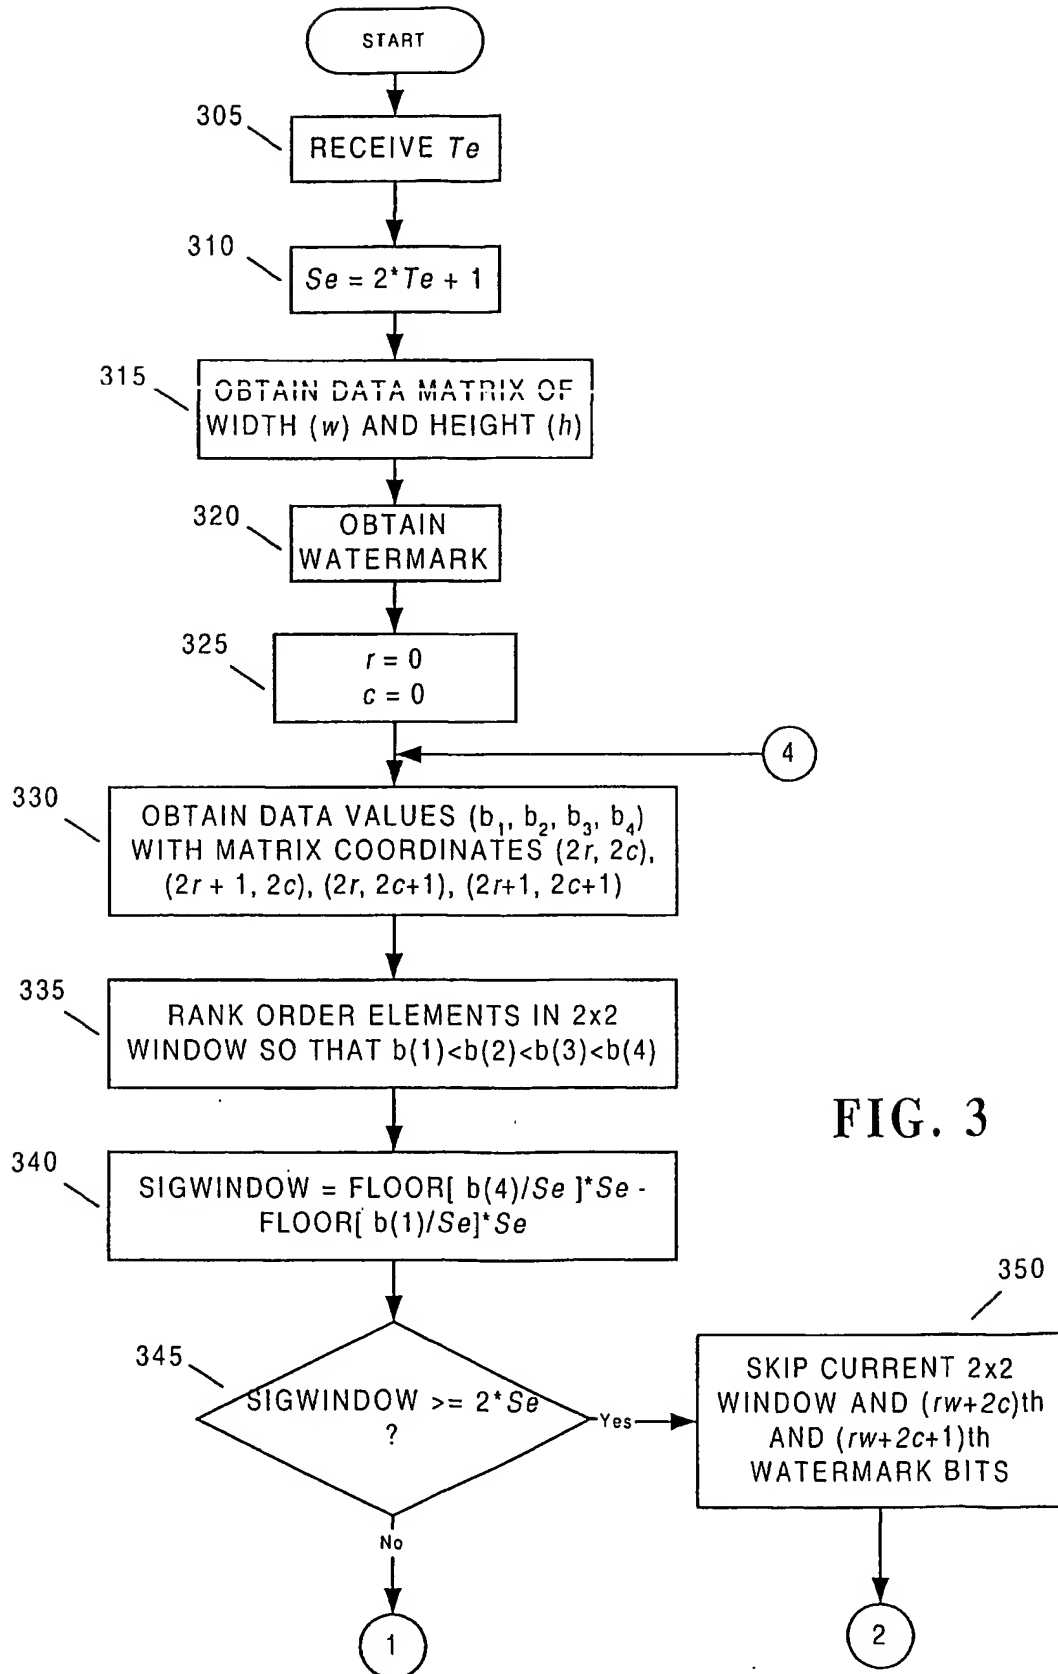 START
305
RECEIVE Te
310
Se = 2* Te + 1
315
OBTAIN DATA MATRIX OF
WIDTH (w) AND HEIGHT (h)
320
OBTAIN
WATERMARK
325
r = 0
c = 0
4
330
OBTAIN DATA VALUES (b₁, b₂, b₃, b₄)
WITH MATRIX COORDINATES (2r, 2c),
(2r + 1, 2c), (2r, 2c+1), (2r+1, 2c+1)
335
RANK ORDER ELEMENTS IN 2x2
WINDOW SO THAT b(1)<b(2)<b(3)<b(4)
FIG. 3
340
SIGWINDOW = FLOOR[ b(4)/Se ]*Se -
FLOOR[ b(1)/Se]*Se
350
345
SIGWINDOW >= 2* Se
?
Yes
SKIP CURRENT 2x2
WINDOW AND (rw+2c)th
AND (rw+2c+1)th
WATERMARK BITS
No
1
2